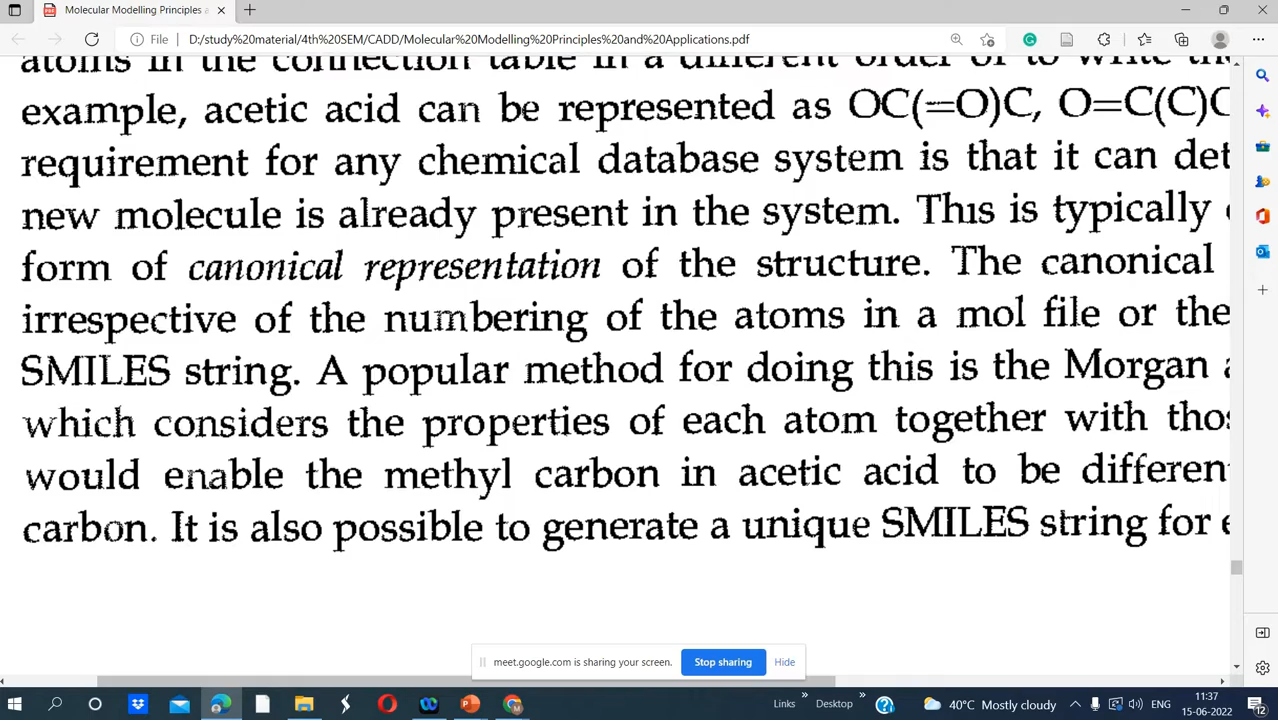 Molecular Modelling Principles a
File D:/study%20material/4th%20SEM/CADD/Molecular%20Modelling%20Principles%20and%20Applications.pdf
atoms in the connection table in a different order or to write
example, acetic acid can be represented as OC(=O)C, O=C(C)
requirement for any chemical database system is that it can det
new molecule is already present in the system. This is typically
form of canonical representation of the structure. The canonical
irrespective of the numbering of the atoms in a mol file or the
SMILES string. A popular method for doing this is the Morgan a
which considers the properties of each atom together with thos
would enable the methyl carbon in acetic acid to be differen
carbon. It is also possible to generate a unique SMILES string for e
meet.google.com is sharing your screen. Stop sharing Hide
Links Desktop 40°C Mostly cloudy ENG 11:37
15-06-2022 12